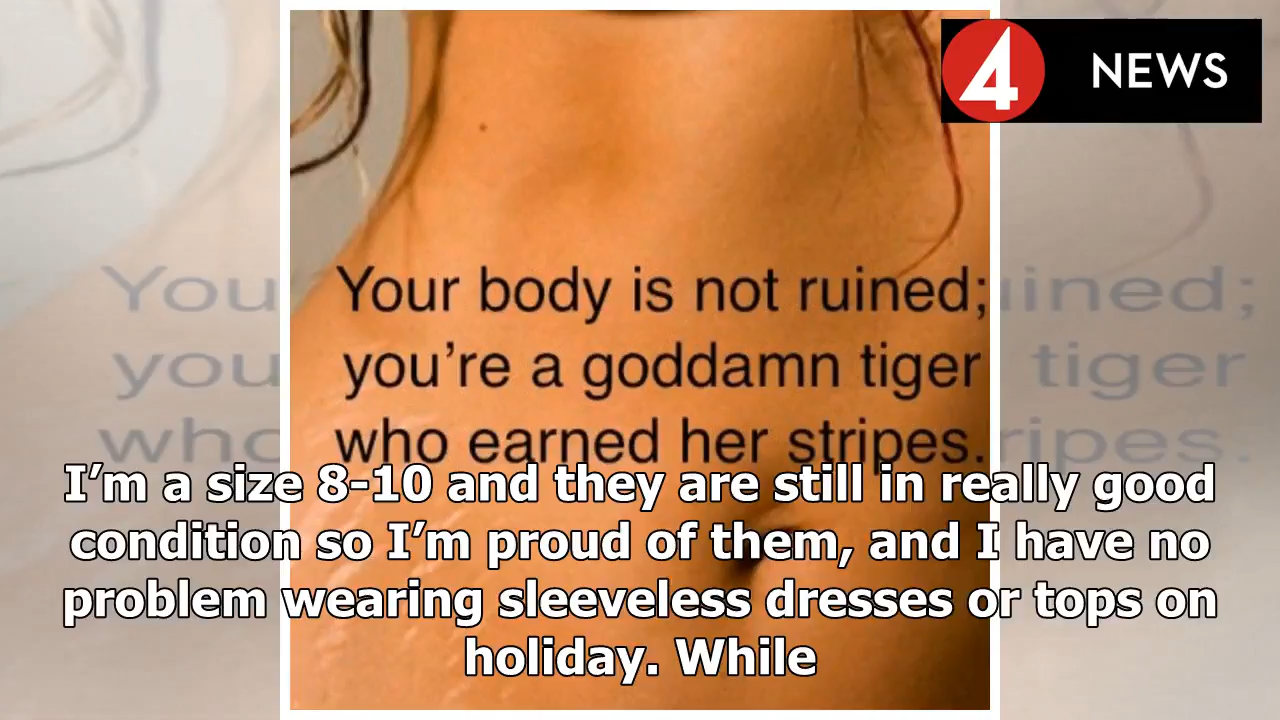 4 NEWS
Your body is not ruined;
you’re a goddamn tiger
who earned her stripes.
I’m a size 8-10 and they are still in really good
condition so I’m proud of them, and I have no
problem wearing sleeveless dresses or tops on
holiday. While